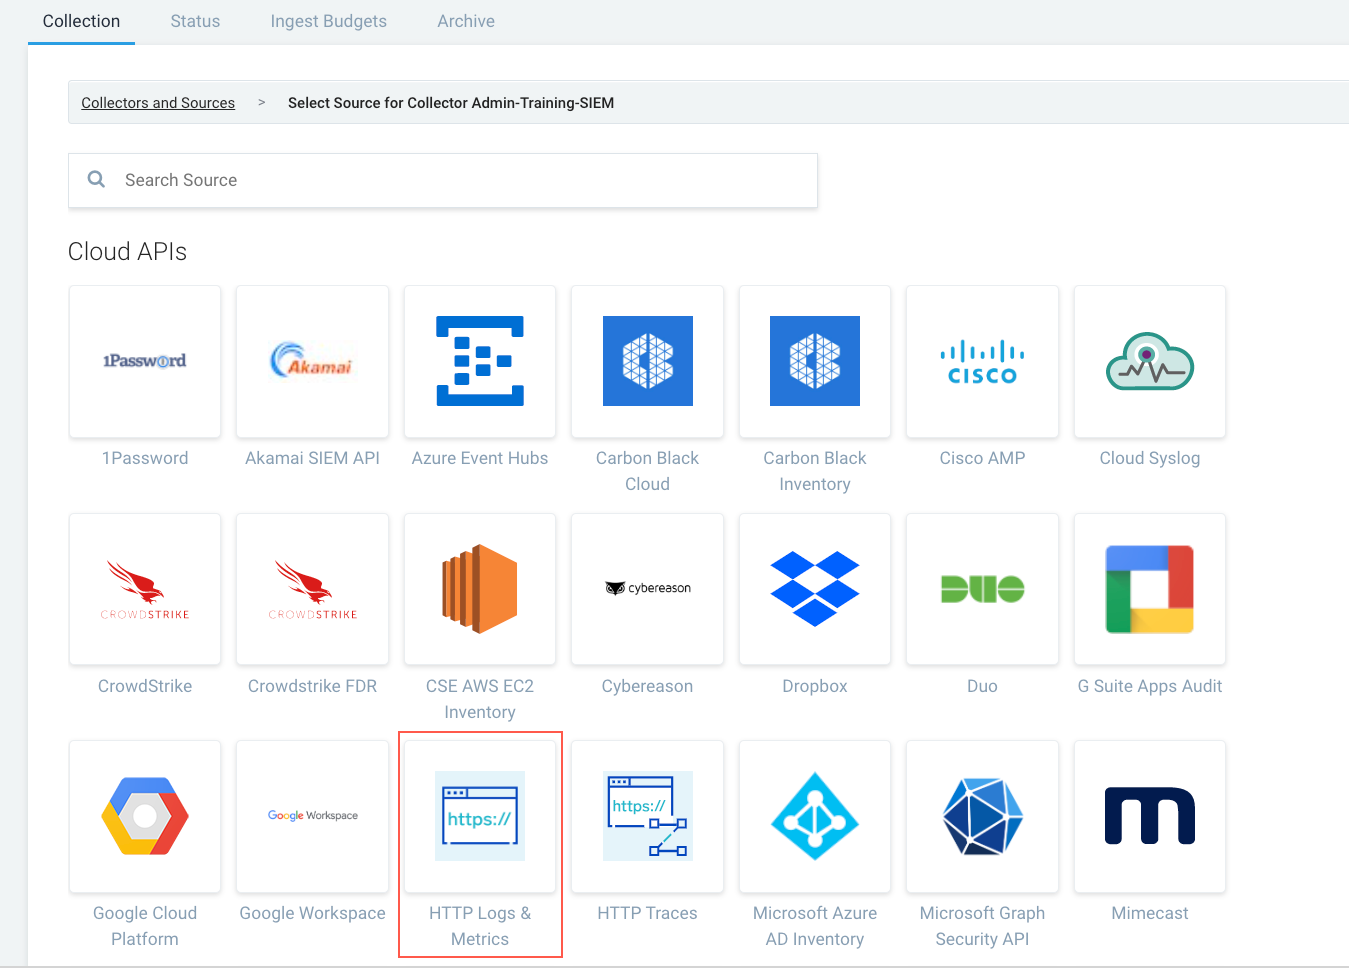 Collection Status Ingest Budgets Archive
Collectors and Sources > Select Source for Collector Admin-Training-SIEM
Search Source
Cloud APIs
1Password Akamai CISCO
1Password Akamai SIEM API Azure Event Hubs Carbon Black Carbon Black Cisco AMP Cloud Syslog
Cloud Inventory
CROWDSTRIKE CROWDSTRIKE cybereason DUO
CrowdStrike Crowdstrike FDR CSE AWS EC2 Cybereason Dropbox Duo G Suite Apps Audit
Inventory
Google Workspace https:// https:// m
Google Cloud Google Workspace HTTP Logs & HTTP Traces Microsoft Azure Microsoft Graph Mimecast
Platform Metrics AD Inventory Security API